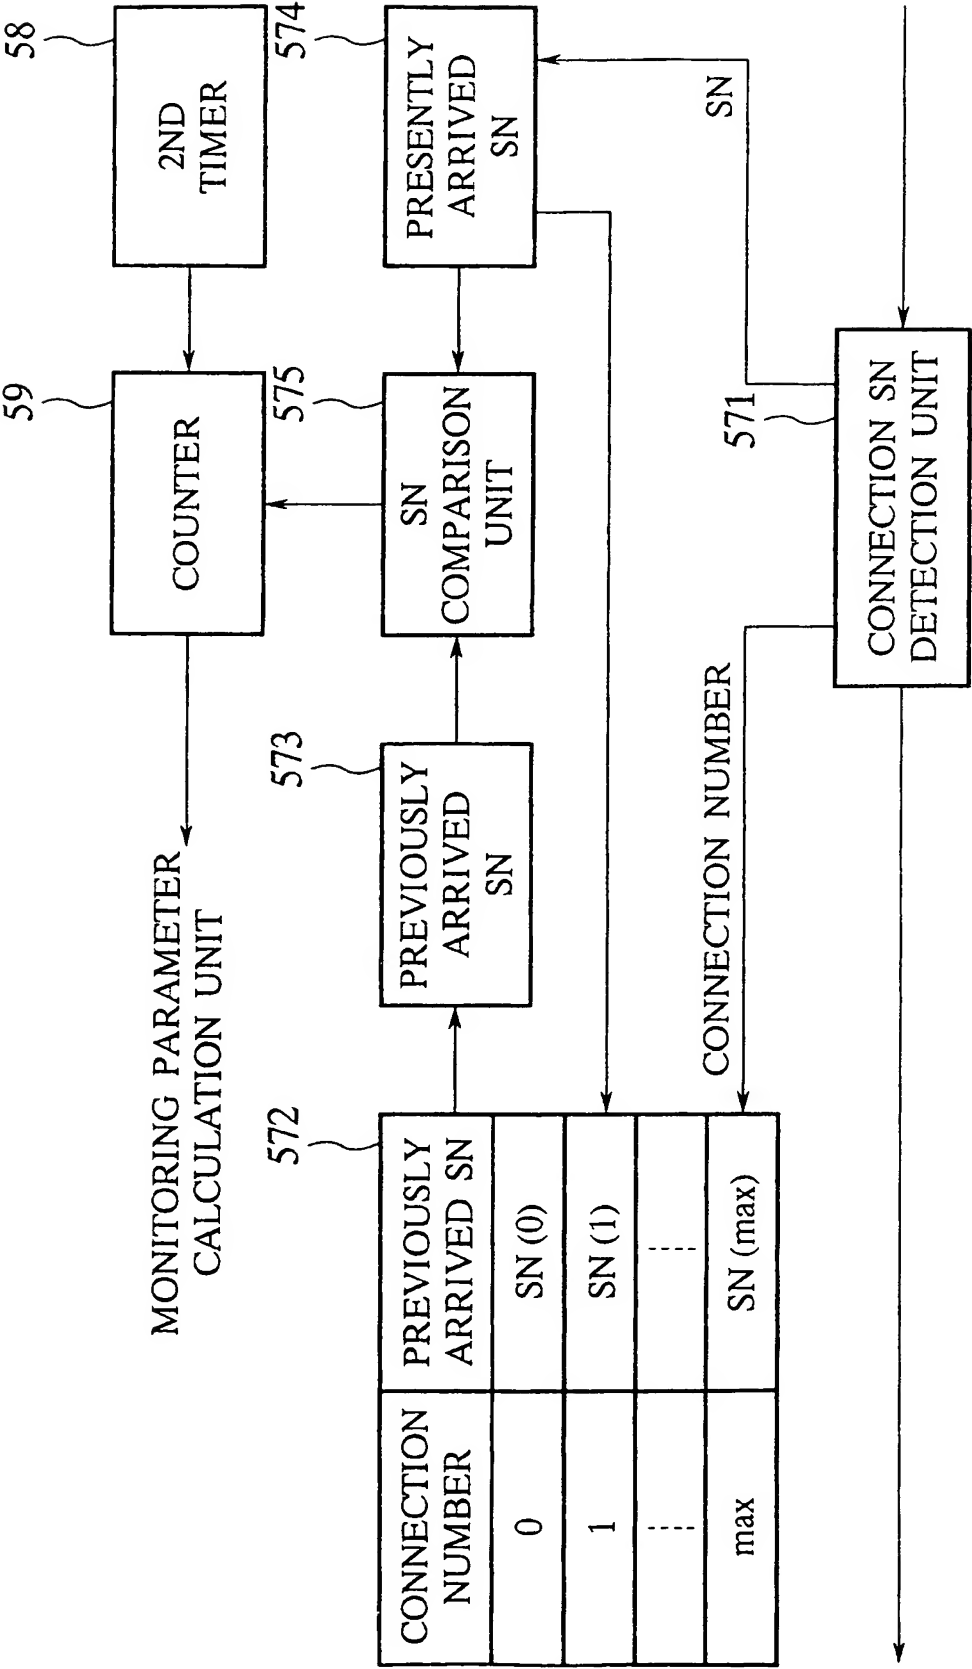 MONITORING PARAMETER
CALCULATION UNIT
59
COUNTER
58
2ND
TIMER
572
CONNECTION
NUMBER
PREVIOUSLY
ARRIVED SN
0
SN (0)
1
SN (1)
max
SN (max)
573
PREVIOUSLY
ARRIVED
SN
575
SN
COMPARISON
UNIT
574
PRESENTLY
ARRIVED
SN
CONNECTION NUMBER
SN
571
CONNECTION SN
DETECTION UNIT